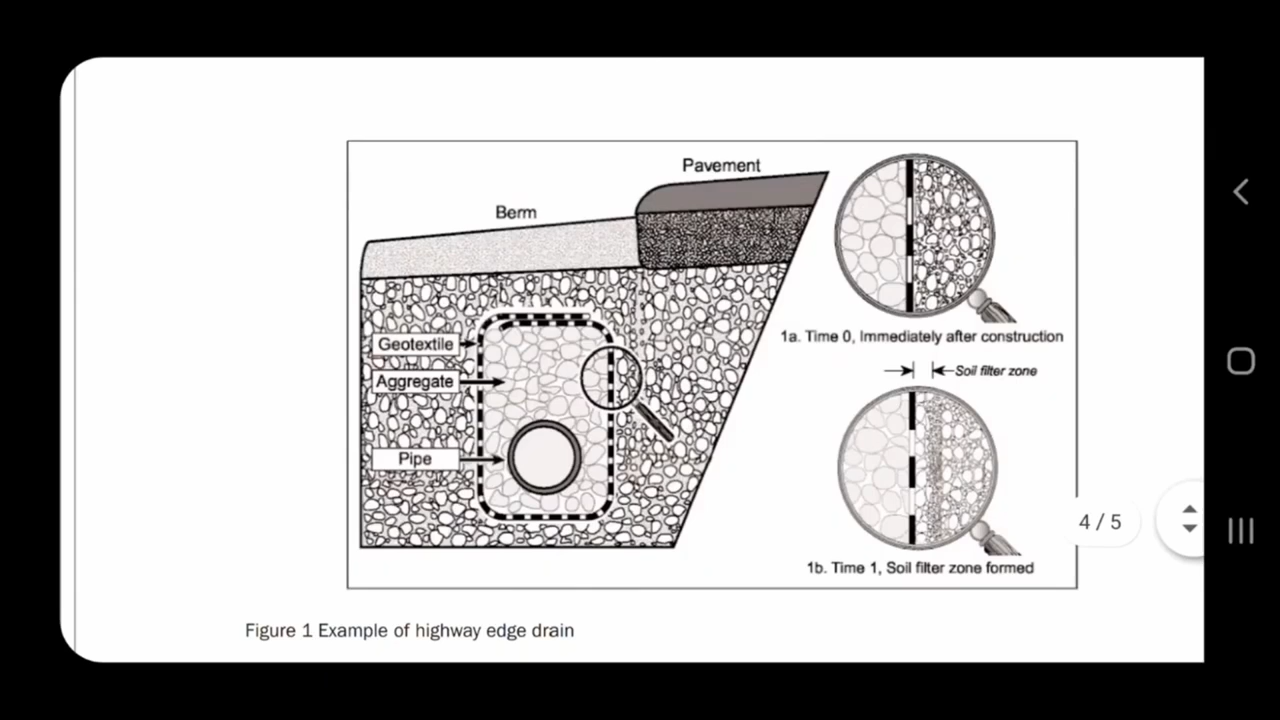 Pavement
Berm
Geotextile
Aggregate
Pipe
1a. Time 0, Immediately after construction
Soil filter zone
1b. Time 1, Soil filter zone formed
4 / 5
Figure 1 Example of highway edge drain